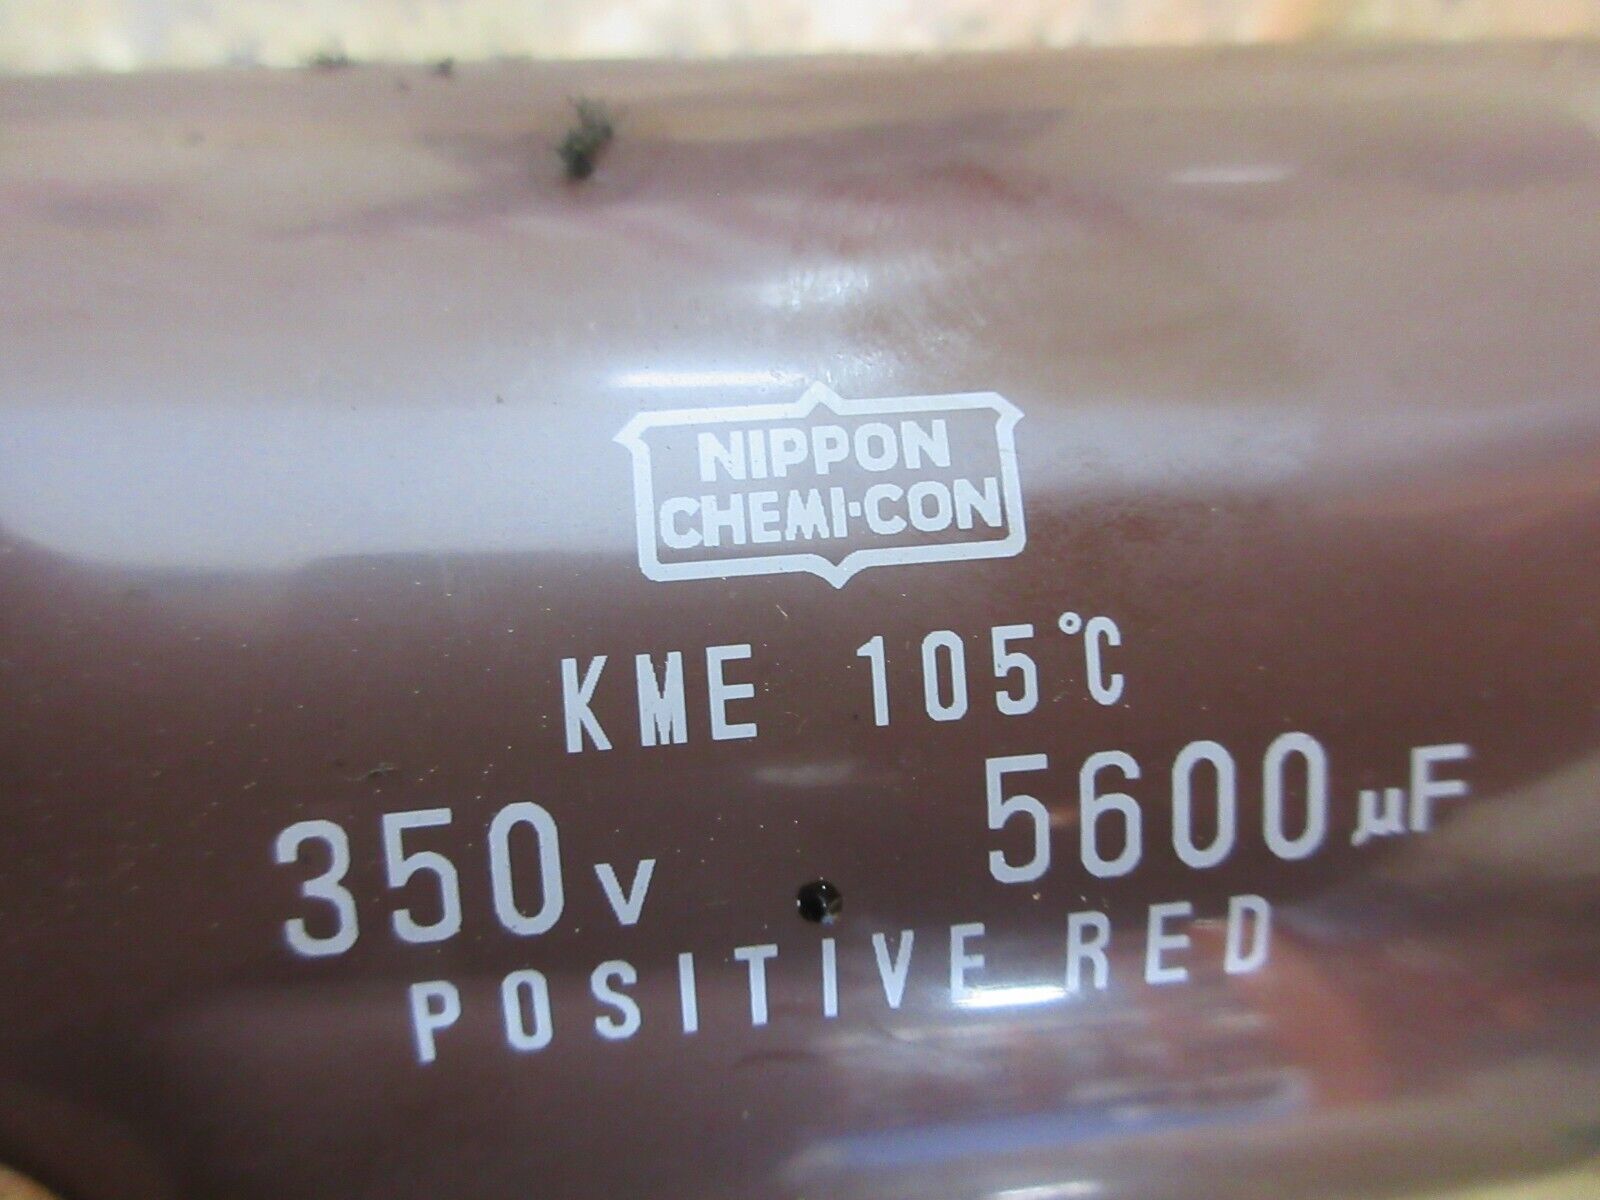 NIPPON
CHEMI-CON
KME 105°C
350V 5600µF
POSITIVE RED